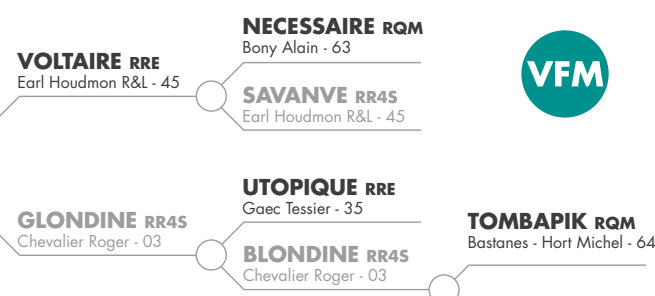 NECESSAIRE RQM
Bony Alain - 63
VOLTAIRE RRE
Earl Houdmon R&L - 45
VFM
SAVANVE RR4S
Earl Houdmon R&L - 45
UTOPIQUE RRE
Gaec Tessier - 35
GLONDINE RR4S
Chevalier Roger - 03
TOMBAPIK RQM
Bastanes - Hort Michel - 64
BLONDINE RR4S
Chevalier Roger - 03